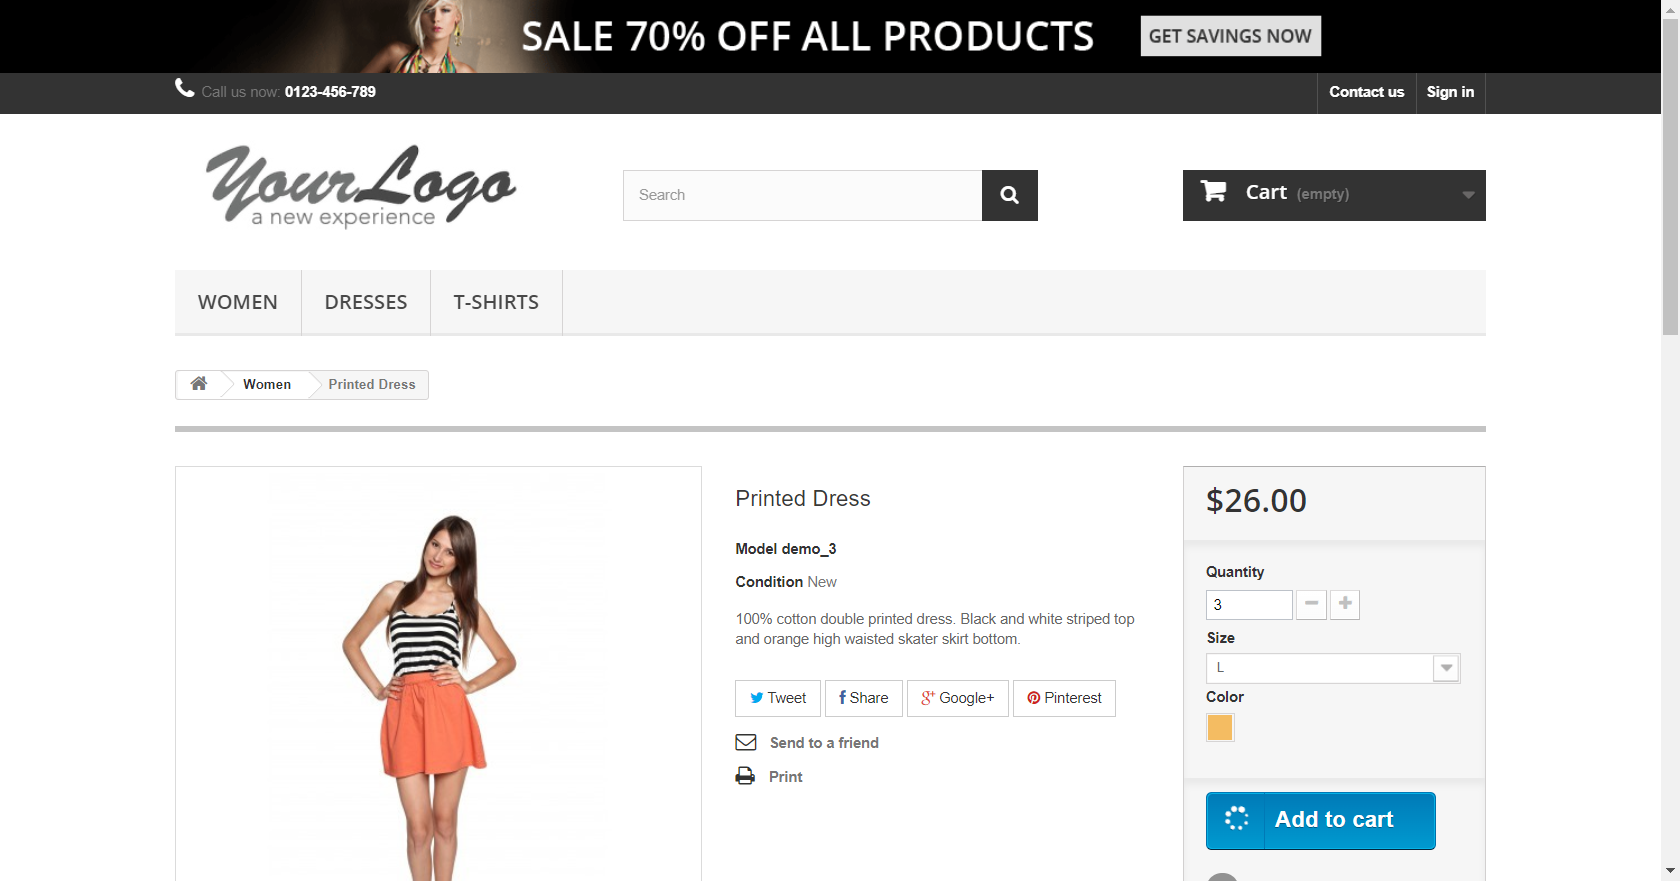 SALE 70% OFF ALL PRODUCTS GET SAVINGS NOW
Call us now: 0123-456-789 Contact us Sign in
Your Logo
a new experience
Search
Cart (empty)
WOMEN DRESSES T-SHIRTS
Women Printed Dress
Printed Dress
Model demo_3
Condition New
100% cotton double printed dress. Black and white striped top
and orange high waisted skater skirt bottom.
Tweet Share Google+ Pinterest
Send to a friend
Print
$26.00
Quantity
3
Size
L
Color
Add to cart